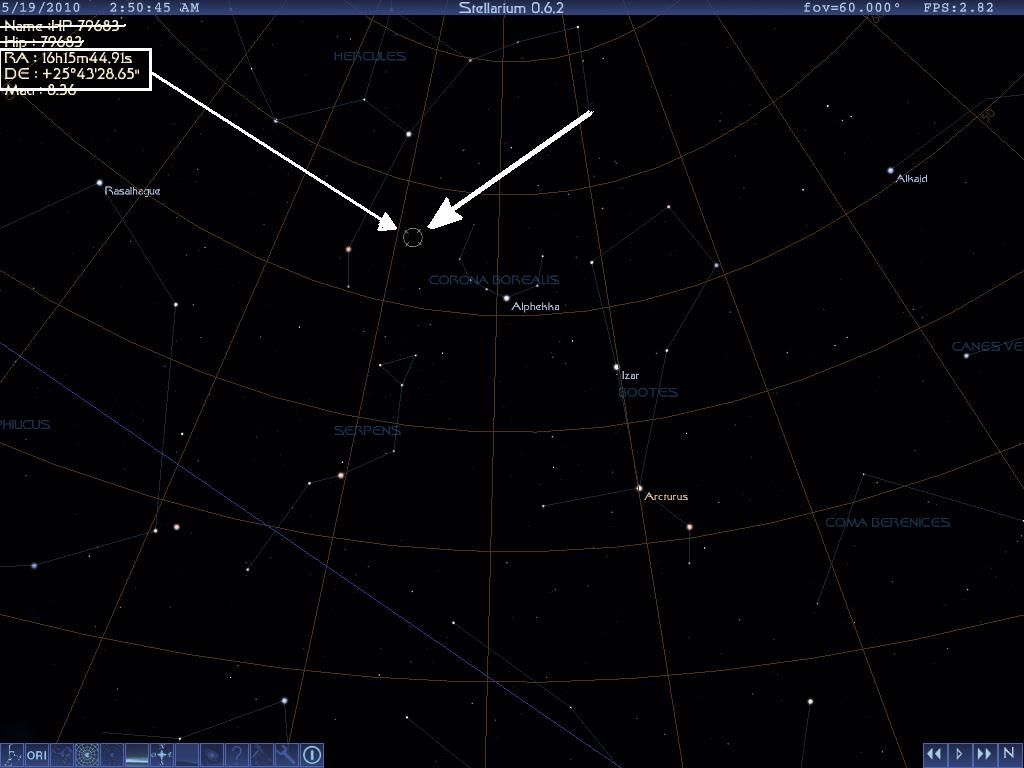 5/19/2010 2:50:45 AM Stellarium 0.6.2 fov=60.000° FPS:2.82
Name :HP 79683
Hip : 79683
RA : 16h15m44.91s
DE : +25°43'28.65"
Mag : 8.36
HERCULES
50
Rasalhague
Alkaid
CORONA BOREALIS
Alphekka
CANES VE
Izar
BOOTES
PHIUCUS
SERPENS
Arcturus
COMA BERENICES
ORI ? N